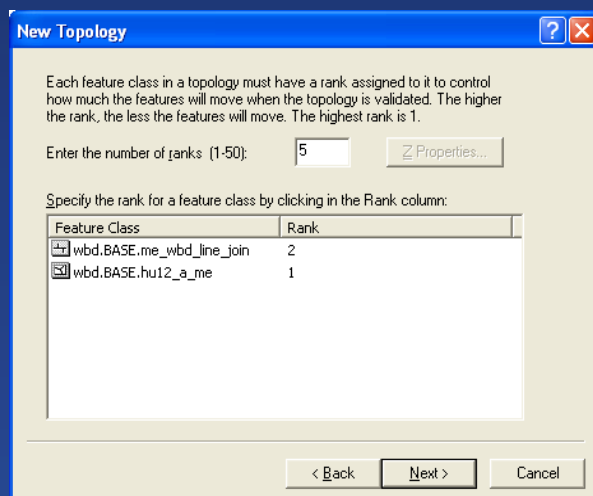 New Topology
Each feature class in a topology must have a rank assigned to it to control
how much the features will move when the topology is validated. The higher
the rank, the less the features will move. The highest rank is 1.
Enter the number of ranks (1-50): 5 Z Properties...
Specify the rank for a feature class by clicking in the Rank column:
Feature Class Rank
wbd.BASE.me_wbd_line_join 2
wbd.BASE.hu12_a_me 1
< Back Next > Cancel